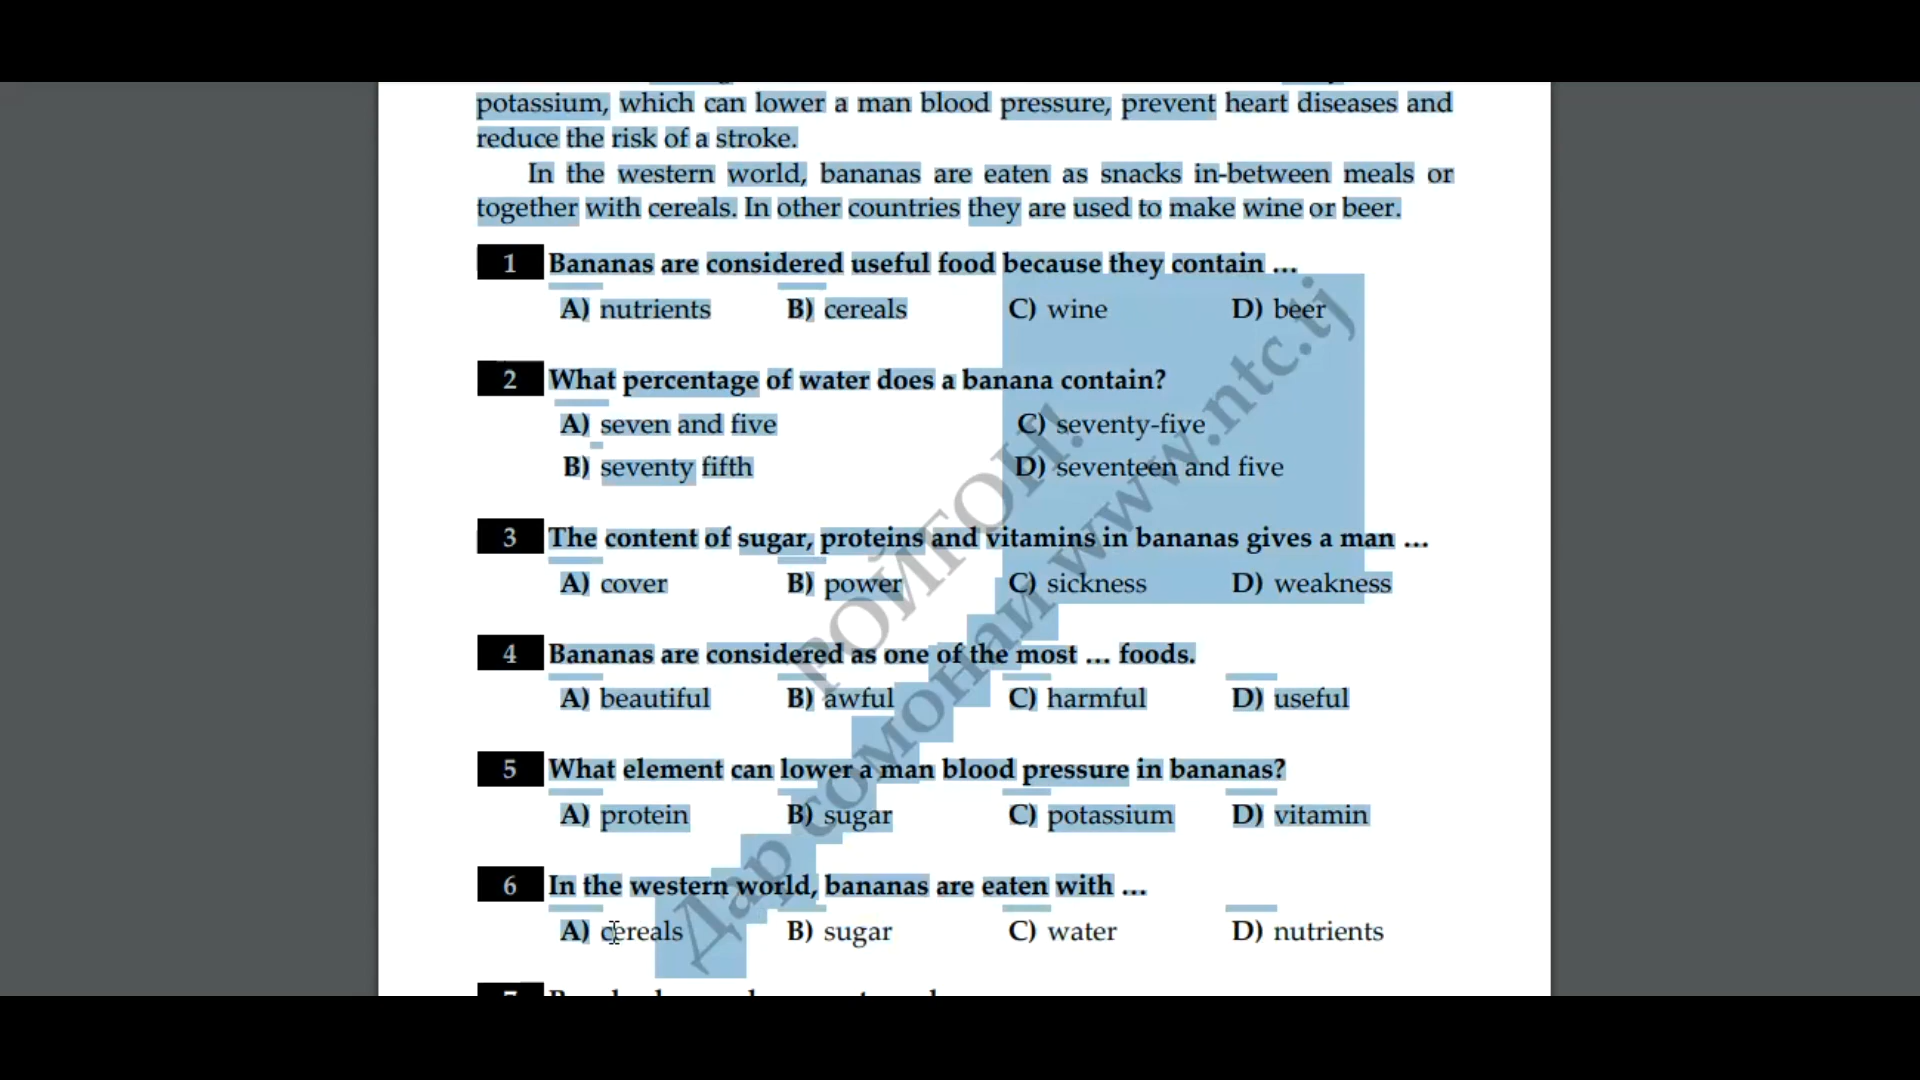 potassium, which can lower a man blood pressure, prevent heart diseases and
reduce the risk of a stroke.
In the western world, bananas are eaten as snacks in-between meals or
together with cereals. In other countries they are used to make wine or beer.
1 Bananas are considered useful food because they contain ...
A) nutrients B) cereals C) wine D) beer
2 What percentage of water does a banana contain?
A) seven and five C) seventy-five
B) seventy fifth D) seventeen and five
3 The content of sugar, proteins and vitamins in bananas gives a man ...
A) cover B) power C) sickness D) weakness
4 Bananas are considered as one of the most ... foods.
A) beautiful B) awful C) harmful D) useful
5 What element can lower a man blood pressure in bananas?
A) protein B) sugar C) potassium D) vitamin
6 In the western world, bananas are eaten with ...
A) cereals B) sugar C) water D) nutrients
РОЙГОН!
Дар сомонаи www.ntc.tj